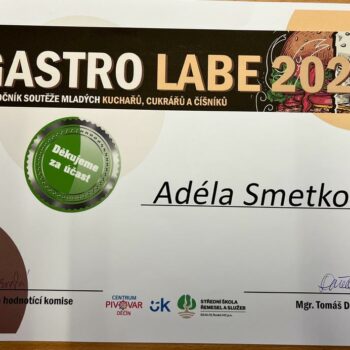 GASTRO LABE 202
OČNÍK SOUTĚŽE MLADÝCH KUCHAŘŮ, CUKRÁŘŮ A ČÍŠNÍKŮ
Děkujeme
za účast
Adéla Smetko
hodnotící komise
CENTRUM
PIVOVAR
DĚČÍN
ÚK
STŘEDNÍ ŠKOLA
ŘEMESEL A SLUŽEB
Mgr. Tomáš D